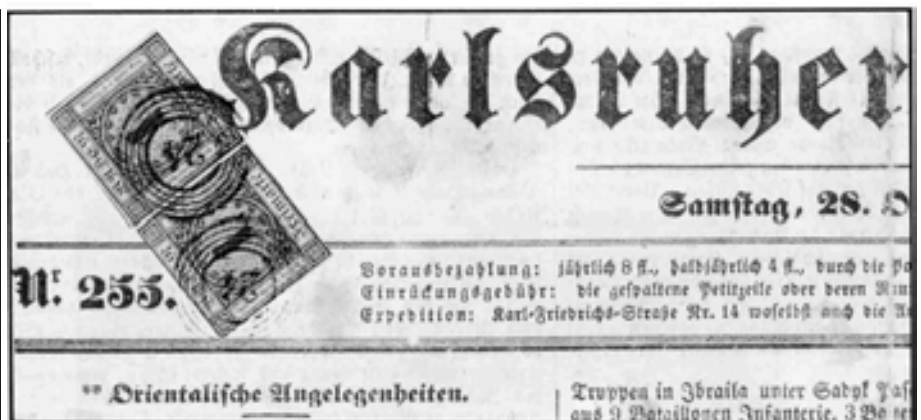 Karlsruher
Samstag, 28.
Nr. 255.
Vorausbezahlung: jährlich 8 fl., halbjährlich 4 fl., durch die
Einrückungsgebühr: die gespaltene Petitzeile oder deren
Expedition: Karl-Friedrichs-Straße Nr. 14 woselbst auch die
** Orientalische Angelegenheiten.
Truppen in Ibraila unter Sadyk
aus 9 Bataillonen Infanterie, 3